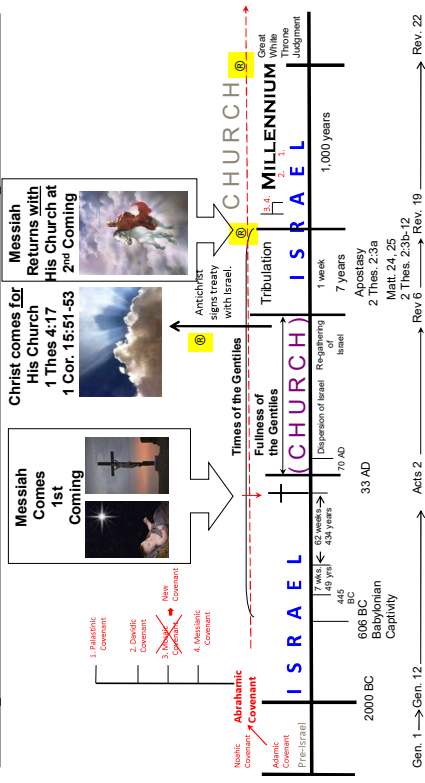 Messiah
Comes
1st
Coming
Christ comes for
His Church
1 Thes 4:17
1 Cor. 15:51-53
Messiah
Returns with
His Church at
2nd Coming
1. Palastinic
Covenant
2. Davidic
Covenant
3. Mosaic
Covenant
New
Covenant
4. Messianic
Covenant
Noahic
Covenant
Abrahamic
Covenant
Adamic
Covenant
Times of the Gentiles
Fullness of
the Gentiles
®
Antichrist
signs treaty
with Israel.
®
CHURCH
®
Tribulation
3. 4.
MILLENNIUM
2. 1.
Great
White
Throne
Judgment
Pre-Israel
ISRAEL
(CHURCH)
ISRAEL
7 wks.
49 yrs
62 weeks
434 years
Dispersion of Israel
Re-gathering
of
Israel
1 week
7 years
1,000 years
2000 BC
606 BC
Babylonian
Captivity
445
BC
33 AD
70 AD
Apostasy
2 Thes. 2:3a
Matt. 24, 25
2 Thes. 2:3b-12
Gen. 1
Gen. 12
Acts 2
Rev 6
Rev. 19
Rev. 22